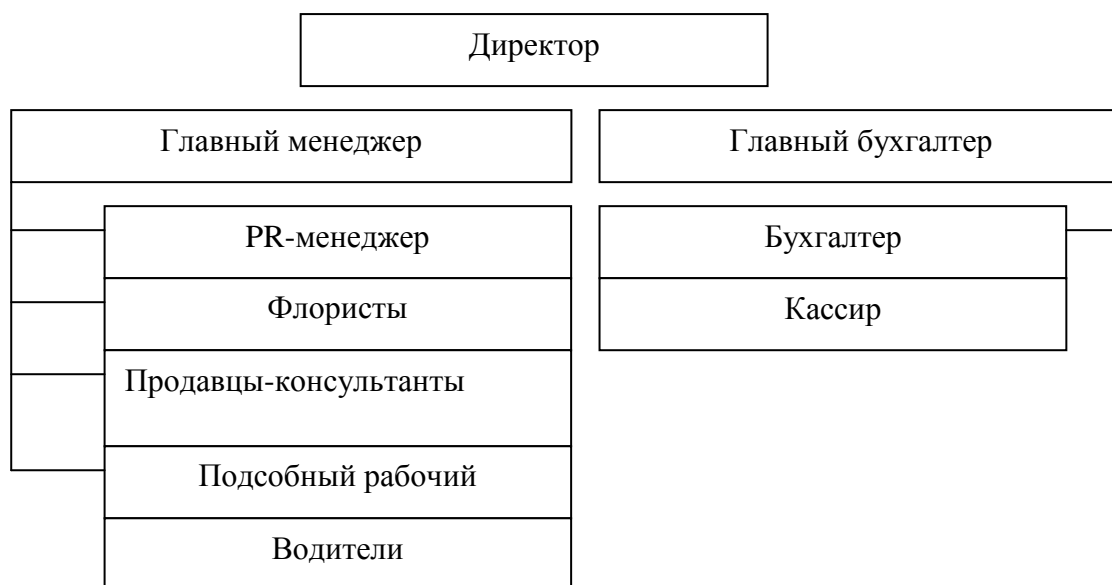 Директор
Главный менеджер
Главный бухгалтер
PR-менеджер
Бухгалтер
Флористы
Кассир
Продавцы-консультанты
Подсобный рабочий
Водители